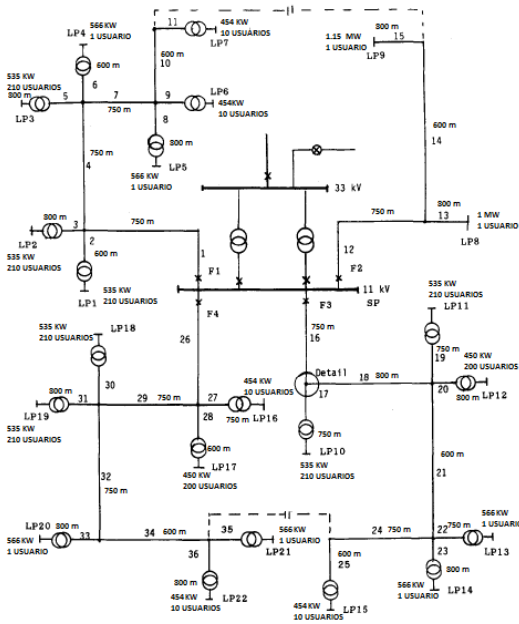 566 KW
1 USUARIO
LP4
11
454 KW
10 USUARIOS
LP7
800 m
15
1.15 MW
1 USUARIO
LP9
600 m
6
600 m
10
535 KW
210 USUARIOS
800 m
LP3
5
7
750 m
9
LP6
454KW
10 USUARIOS
8
800 m
LP5
566 KW
1 USUARIO
600 m
14
750 m
4
33 kV
800 m
LP2
3
2
750 m
600 m
1
535 KW
210 USUARIOS
LP1
535 KW
210 USUARIOS
F1
F2
12
750 m
800 m
13
1 MW
1 USUARIO
LP8
11 kV
SP
F4
F3
26
750 m
16
535 KW
210 USUARIOS
LP11
535 KW
210 USUARIOS
LP18
30
Detail
17
18
800 m
750 m
19
20
450 KW
200 USUARIOS
LP12
800 m
800 m
LP19
535 KW
210 USUARIOS
31
29
750 m
27
28
454 KW
10 USUARIOS
750 m
LP16
600 m
LP17
450 KW
200 USUARIOS
750 m
LP10
535 KW
210 USUARIOS
600 m
21
32
750 m
LP20
800 m
33
566 KW
1 USUARIO
34
600 m
35
36
566 KW
1 USUARIO
LP21
24
750 m
22
750 m
566 KW
1 USUARIO
LP13
23
600 m
25
800 m
LP14
566 KW
1 USUARIO
800 m
LP22
454 KW
10 USUARIOS
LP15
454 KW
10 USUARIOS